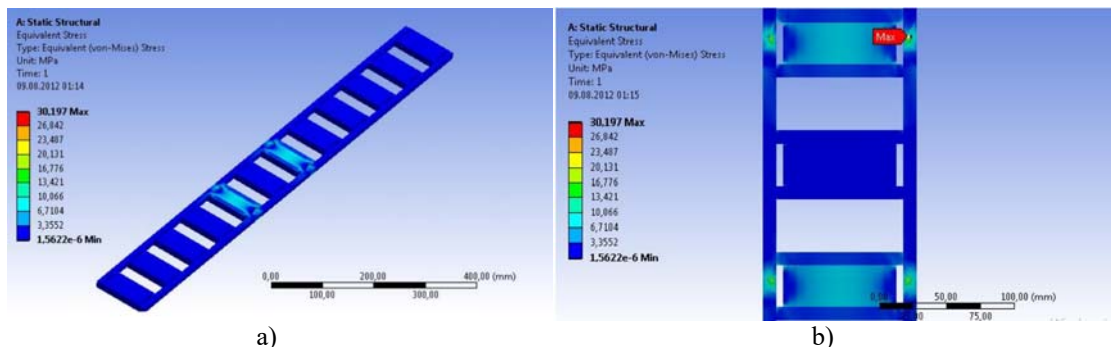 A: Static Structural
Equivalent Stress
Type: Equivalent (von-Mises) Stress
Unit: MPa
Time: 1
09.08.2012 01:14
30,197 Max
26,842
23,487
20,131
16,776
13,421
10,066
6,7104
3,3552
1,5622e-6 Min
0,00 200,00 400,00 (mm)
100,00 300,00
a)
A: Static Structural
Equivalent Stress
Type: Equivalent (von-Mises) Stress
Unit: MPa
Time: 1
09.08.2012 01:15
30,197 Max
26,842
23,487
20,131
16,776
13,421
10,066
6,7104
3,3552
1,5622e-6 Min
Max
0,00 50,00 100,00 (mm)
75,00
b)